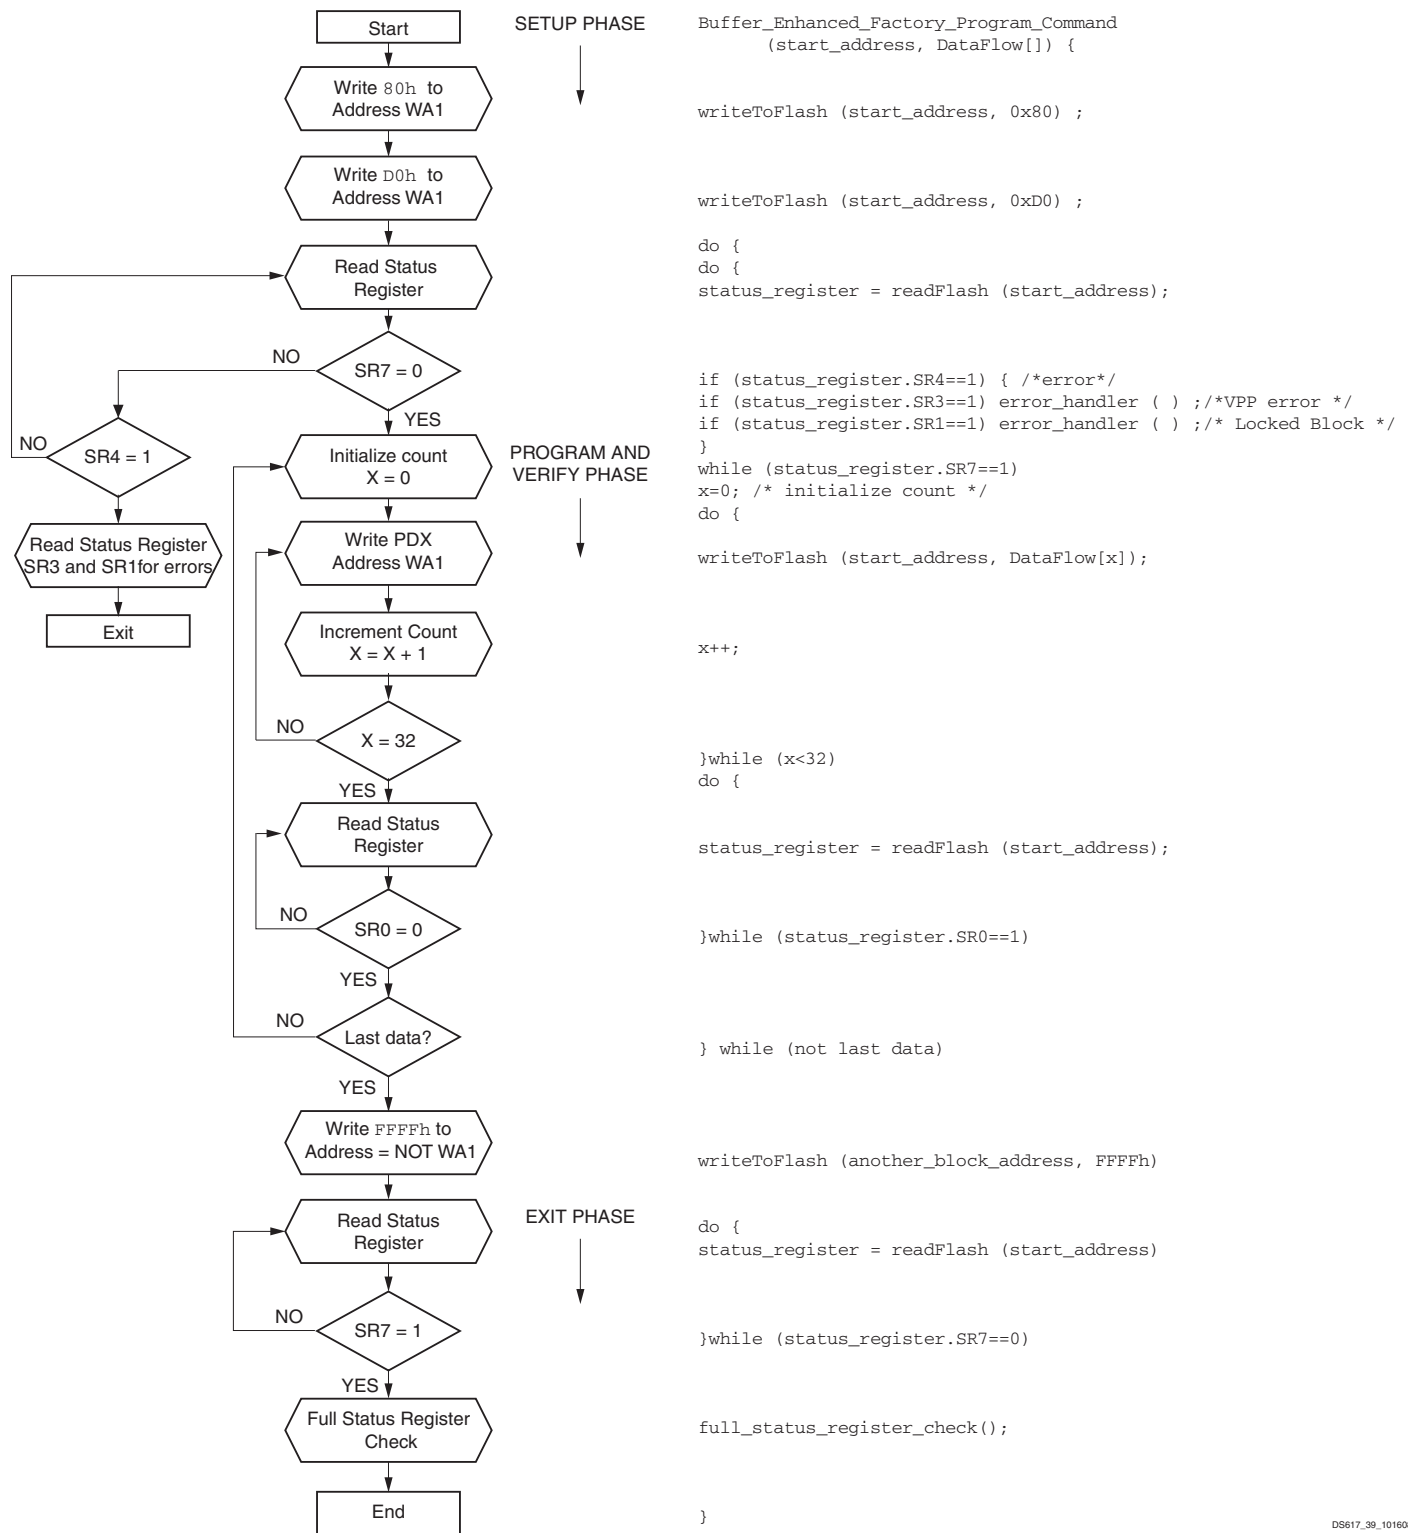 Start
SETUP PHASE
Buffer_Enhanced_Factory_Program_Command
(start_address, DataFlow[]) {
Write 80h to
Address WA1
writeToFlash (start_address, 0x80) ;
Write D0h to
Address WA1
writeToFlash (start_address, 0xD0) ;
do {
do {
Read Status
Register
status_register = readFlash (start_address);
NO
SR7 = 0
YES
if (status_register.SR4==1) { /*error*/
if (status_register.SR3==1) error_handler ( ) ;/*VPP error */
if (status_register.SR1==1) error_handler ( ) ;/* Locked Block */
}
while (status_register.SR7==1)
x=0; /* initialize count */
do {
NO
SR4 = 1
Initialize count
X = 0
PROGRAM AND
VERIFY PHASE
Read Status Register
SR3 and SR1for errors
Exit
Write PDX
Address WA1
writeToFlash (start_address, DataFlow[x]);
Increment Count
X = X + 1
x++;
NO
X = 32
YES
}while (x<32)
do {
Read Status
Register
status_register = readFlash (start_address);
NO
SR0 = 0
YES
}while (status_register.SR0==1)
NO
Last data?
YES
} while (not last data)
Write FFFFh to
Address = NOT WA1
writeToFlash (another_block_address, FFFFh)
Read Status
Register
EXIT PHASE
do {
status_register = readFlash (start_address)
NO
SR7 = 1
YES
}while (status_register.SR7==0)
Full Status Register
Check
full_status_register_check();
End
}